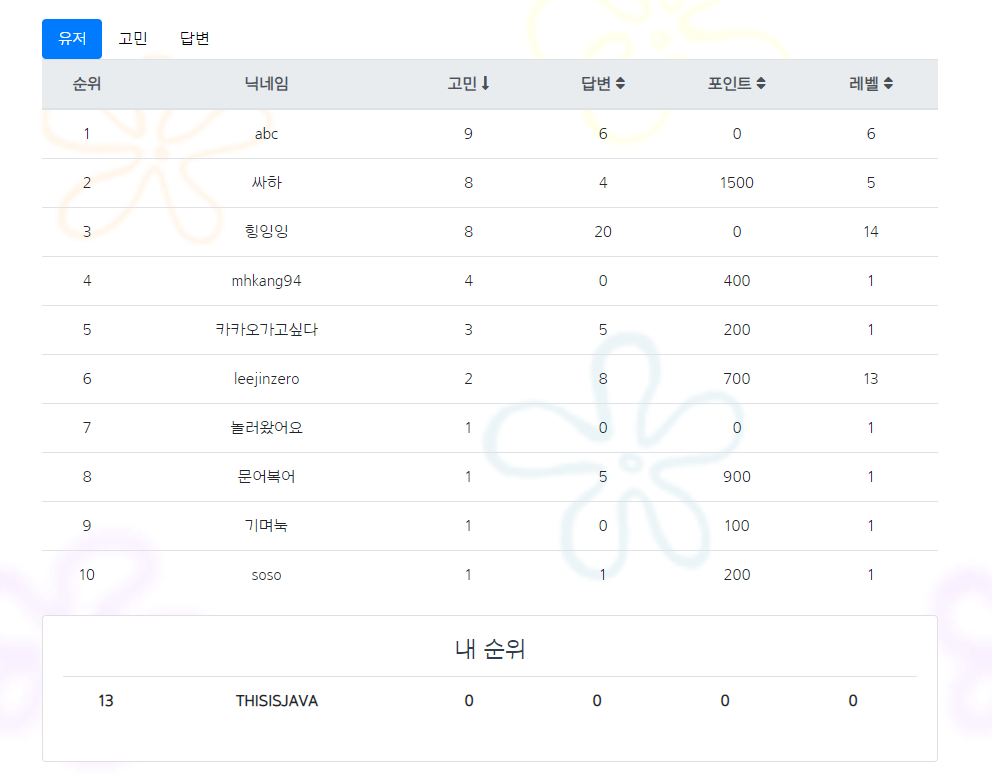 유저 고민 답변
순위 닉네임 고민 답변 포인트 레벨
1 abc 9 6 0 6
2 싸하 8 4 1500 5
3 힝잉잉 8 20 0 14
4 mhkang94 4 0 400 1
5 카카오가고싶다 3 5 200 1
6 leejinzero 2 8 700 13
7 놀러왔어요 1 0 0 1
8 문어복어 1 5 900 1
9 기며눅 1 0 100 1
10 soso 1 1 200 1
내 순위
13 THISISJAVA 0 0 0 0